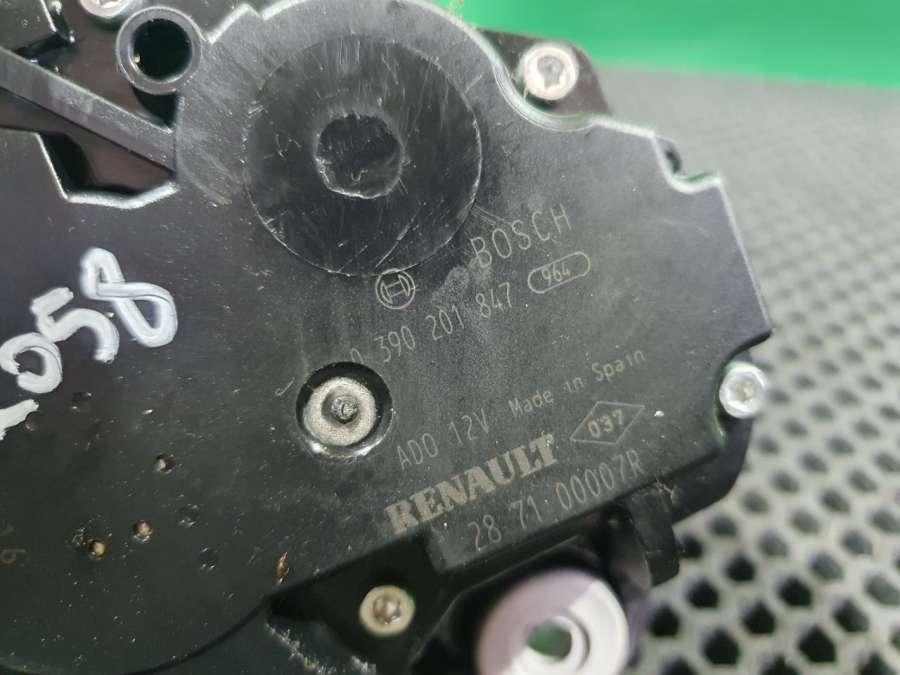 BOSCH
0 390 201 847 964
ADO 12V Made in Spain
RENAULT 037
28 71 00007R
058